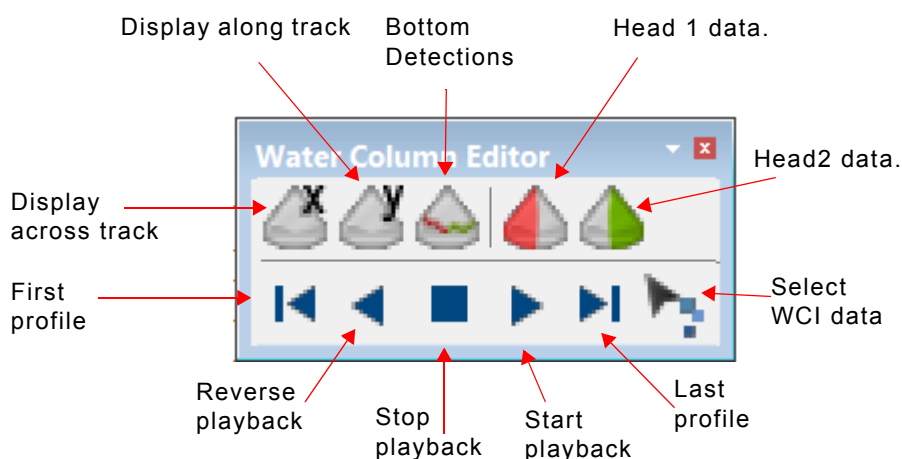 Display along track
Bottom
Detections
Head 1 data.
Water Column Editor
Head2 data.
x
y
Display
across track
First
profile
Select
WCI data
Reverse
playback
Stop
playback
Start
playback
Last
profile